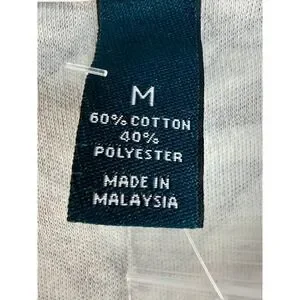 M
60% COTTON
40%
POLYESTER
MADE IN
MALAYSIA